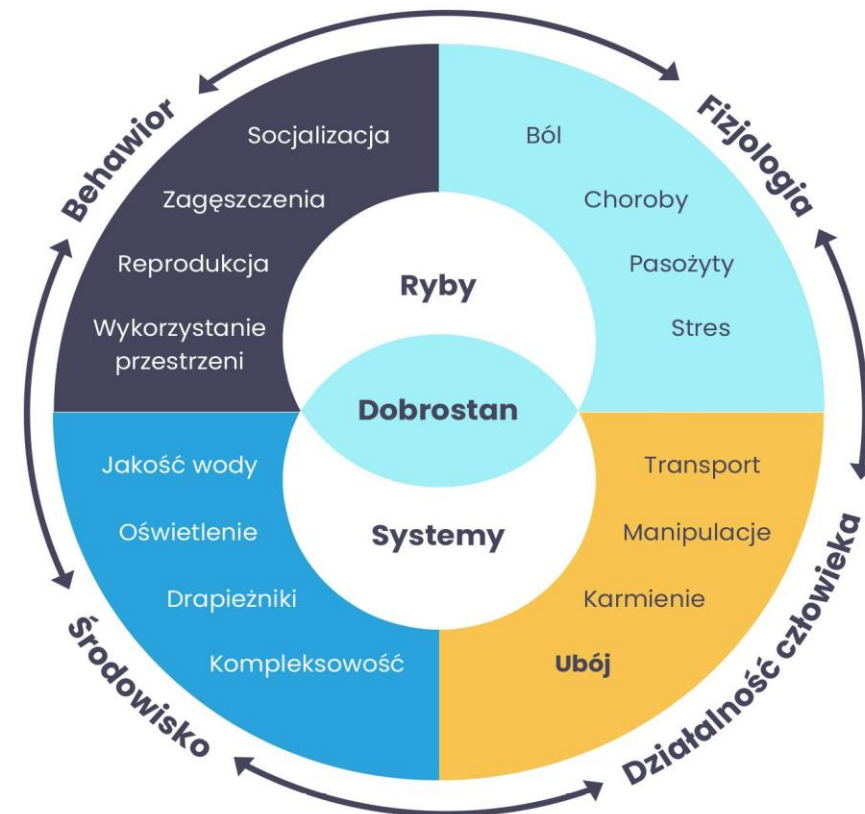 Behawior
Socjalizacja
Zagęszczenia
Reprodukcja
Wykorzystanie
przestrzeni
Fizjologia
Ból
Choroby
Pasożyty
Stres
Ryby
Dobrostan
Systemy
Środowisko
Jakość wody
Oświetlenie
Drapieżniki
Kompleksowość
Działalność człowieka
Transport
Manipulacje
Karmienie
Ubój